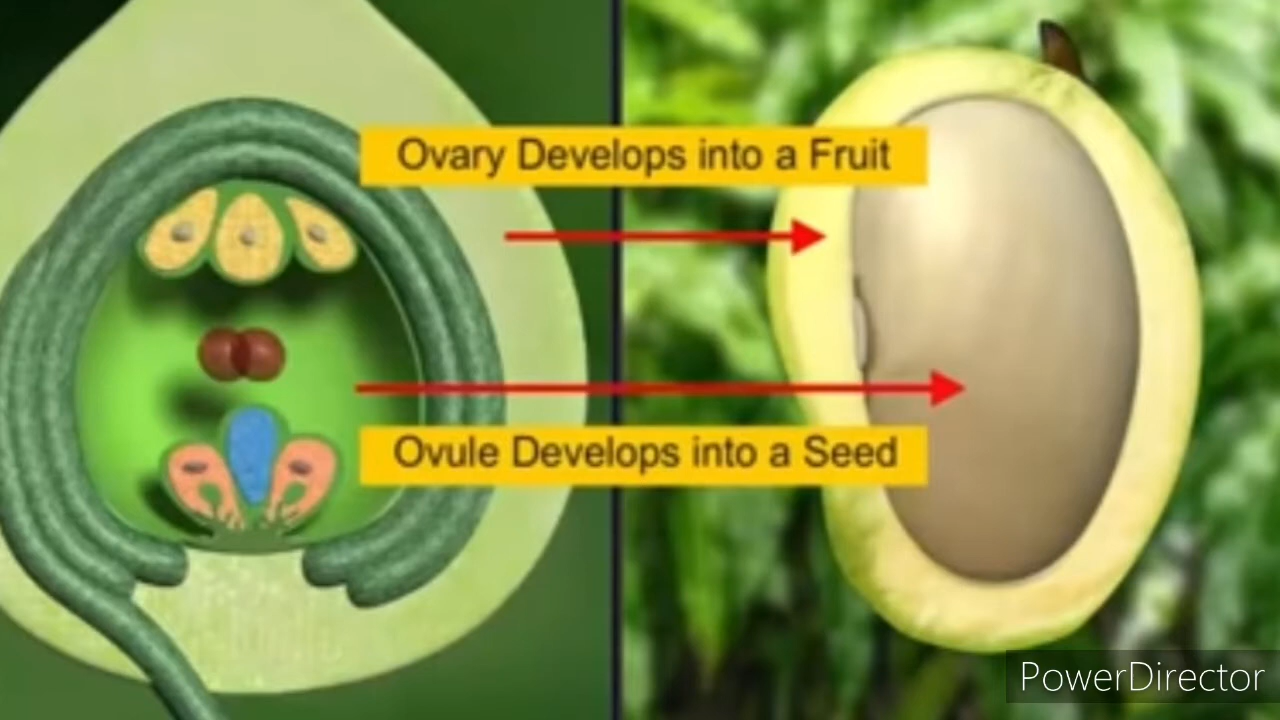 Ovary Develops into a Fruit
Ovule Develops into a Seed
PowerDirector